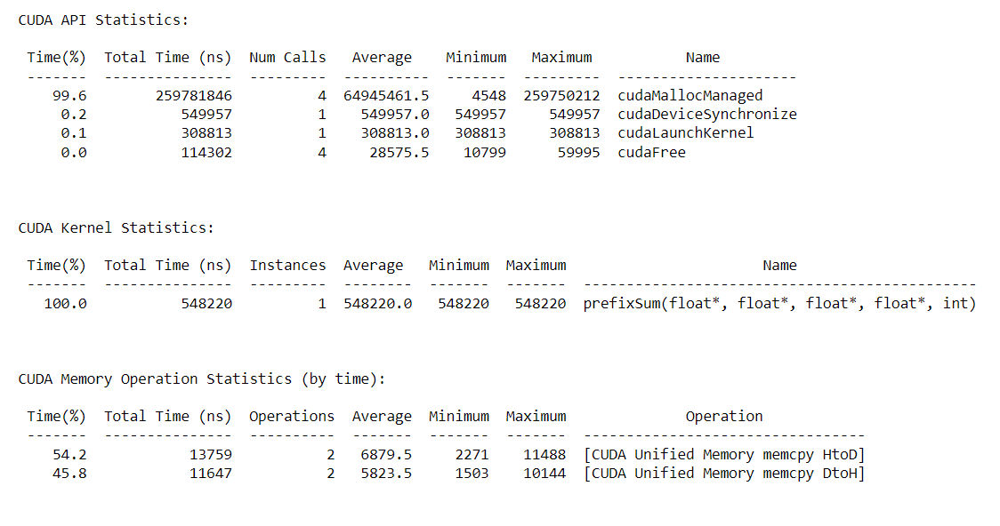 CUDA API Statistics:
Time(%) Total Time (ns) Num Calls Average Minimum Maximum Name
------- --------------- --------- ---------- ------- --------- ---------------------
99.6 259781846 4 64945461.5 4548 259750212 cudaMallocManaged
0.2 549957 1 549957.0 549957 549957 cudaDeviceSynchronize
0.1 308813 1 308813.0 308813 308813 cudaLaunchKernel
0.0 114302 4 28575.5 10799 59995 cudaFree
CUDA Kernel Statistics:
Time(%) Total Time (ns) Instances Average Minimum Maximum Name
------- --------------- --------- -------- ------- ------- ----------------------------------------------
100.0 548220 1 548220.0 548220 548220 prefixSum(float*, float*, float*, float*, int)
CUDA Memory Operation Statistics (by time):
Time(%) Total Time (ns) Operations Average Minimum Maximum Operation
------- --------------- ---------- ------- ------- ------- ---------------------------------
54.2 13759 2 6879.5 2271 11488 [CUDA Unified Memory memcpy HtoD]
45.8 11647 2 5823.5 1503 10144 [CUDA Unified Memory memcpy DtoH]